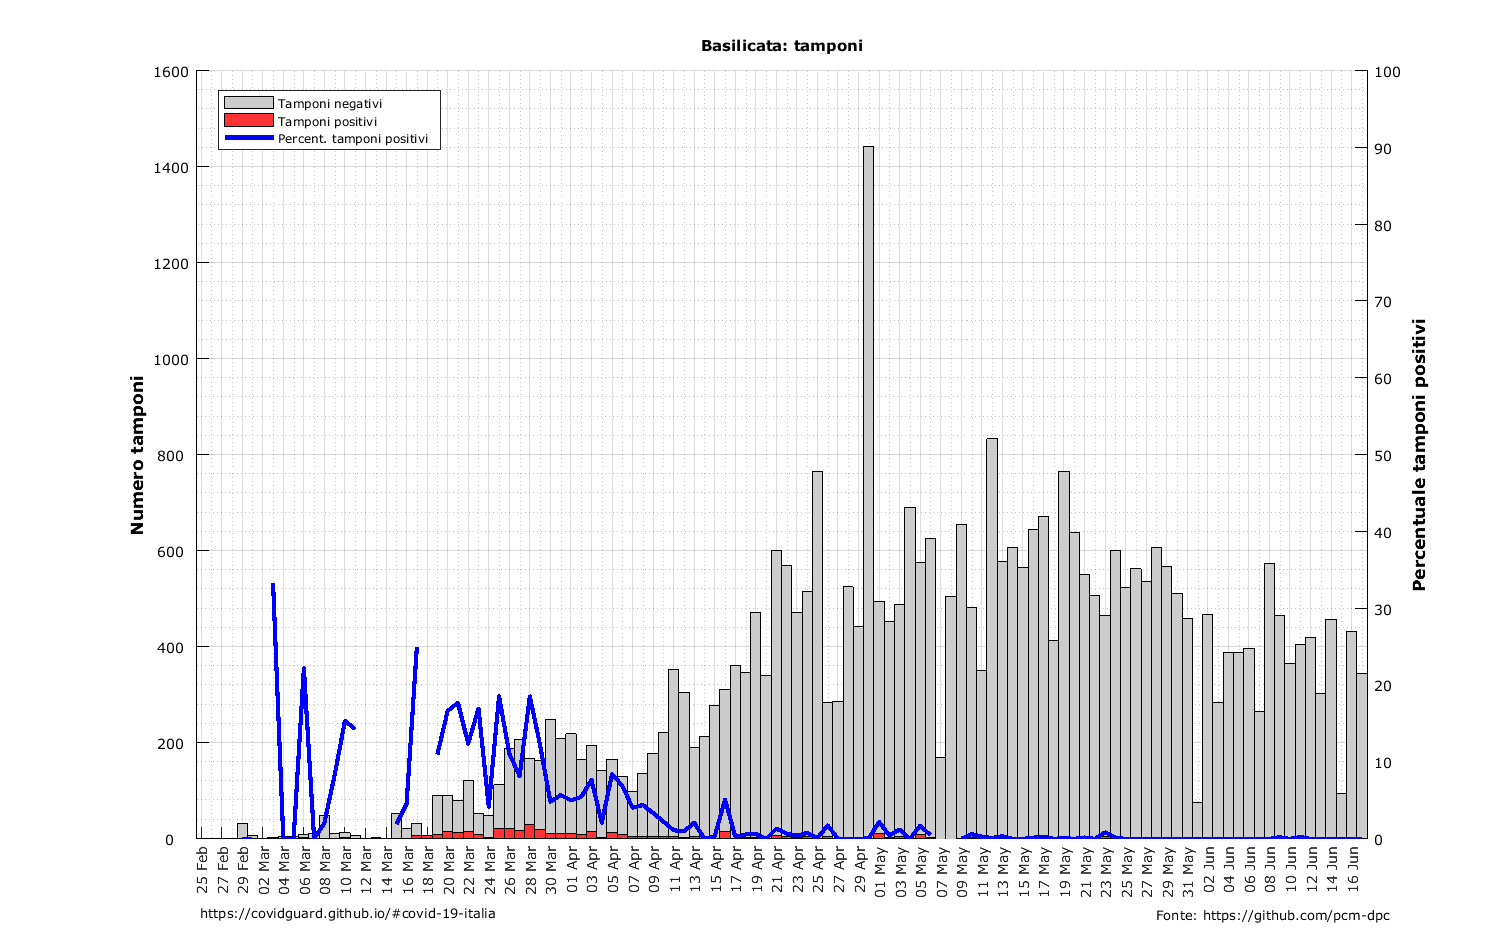 Basilicata: tamponi
Tamponi negativi
Tamponi positivi
Percent. tamponi positivi
Numero tamponi
1600
1400
1200
1000
800
600
400
200
0
Percentuale tamponi positivi
100
90
80
70
60
50
40
30
20
10
0
25 Feb
27 Feb
29 Feb
02 Mar
04 Mar
06 Mar
08 Mar
10 Mar
12 Mar
14 Mar
16 Mar
18 Mar
20 Mar
22 Mar
24 Mar
26 Mar
28 Mar
30 Mar
01 Apr
03 Apr
05 Apr
07 Apr
09 Apr
11 Apr
13 Apr
15 Apr
17 Apr
19 Apr
21 Apr
23 Apr
25 Apr
27 Apr
29 Apr
01 May
03 May
05 May
07 May
09 May
11 May
13 May
15 May
17 May
19 May
21 May
23 May
25 May
27 May
29 May
31 May
02 Jun
04 Jun
06 Jun
08 Jun
10 Jun
12 Jun
14 Jun
16 Jun
https://covidguard.github.io/#covid-19-italia
Fonte: https://github.com/pcm-dpc